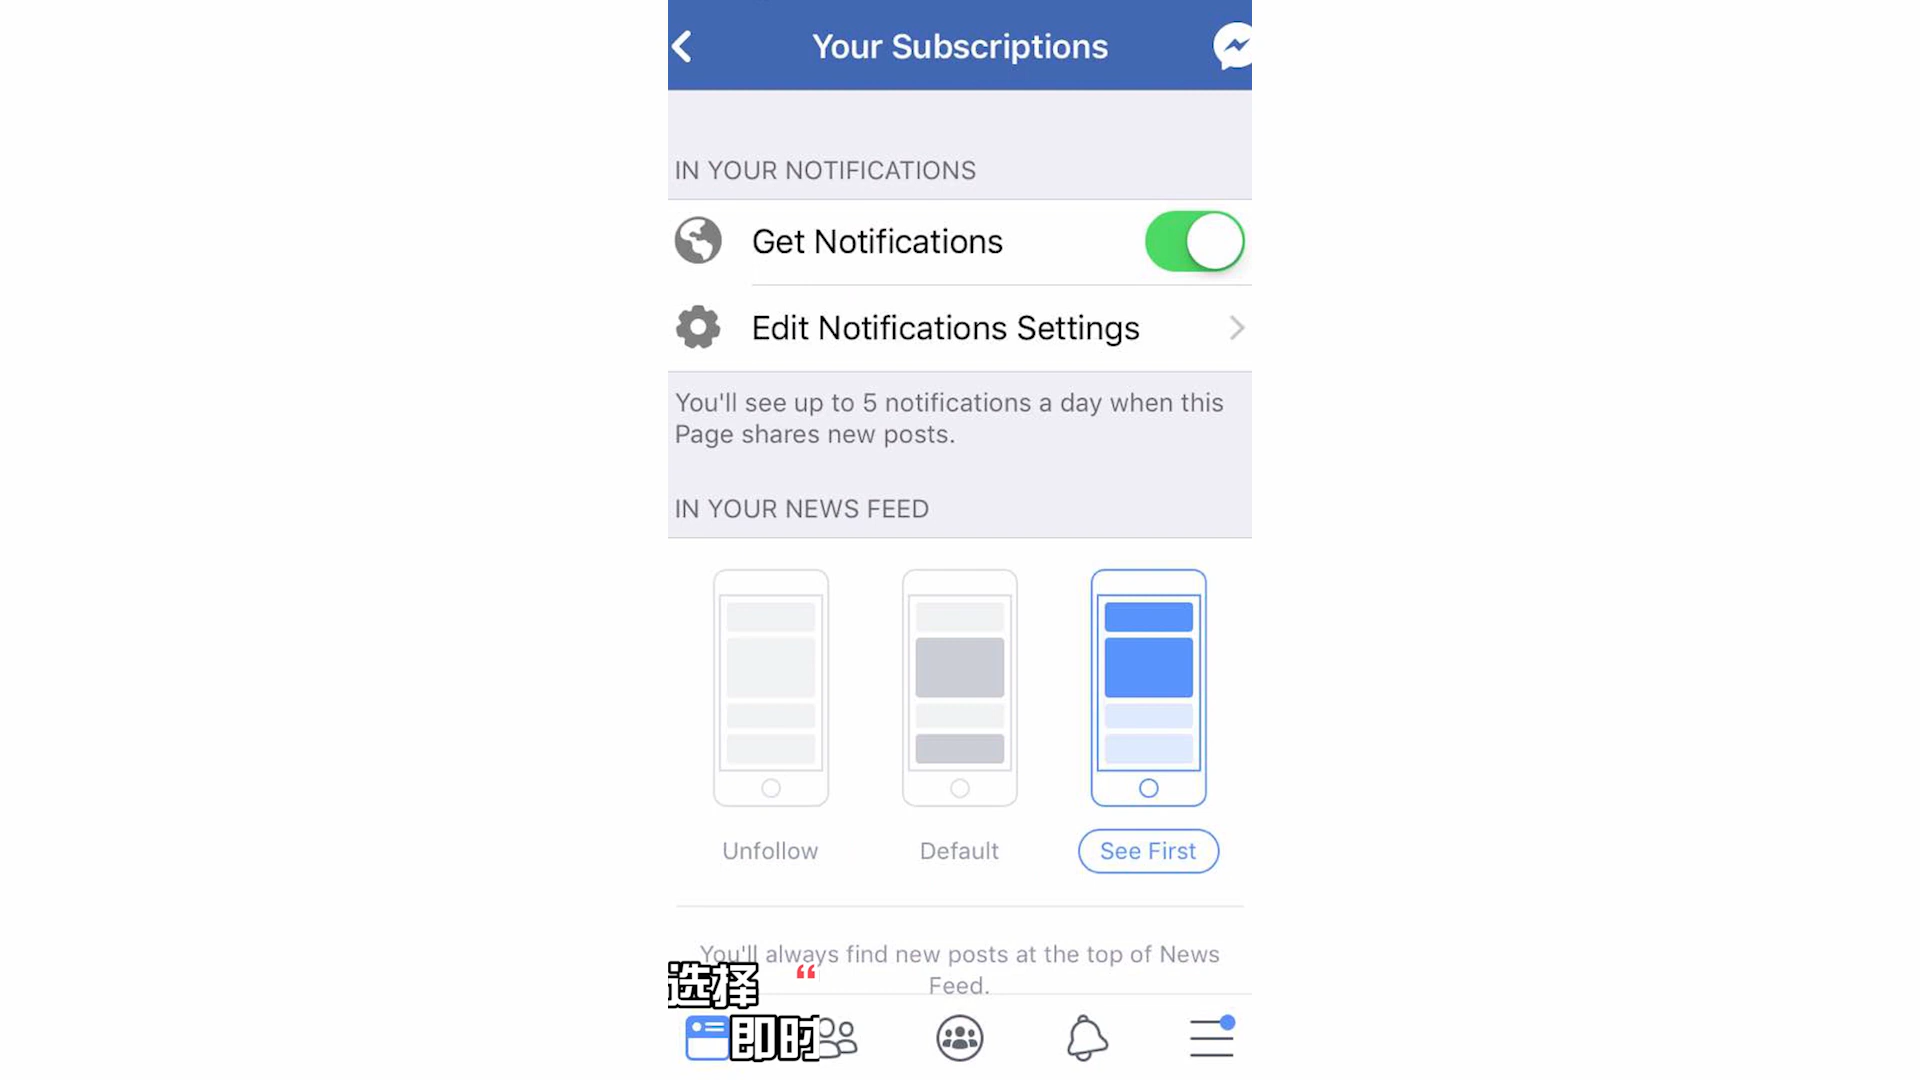 Your Subscriptions
IN YOUR NOTIFICATIONS
Get Notifications
Edit Notifications Settings
You'll see up to 5 notifications a day when this
Page shares new posts.
IN YOUR NEWS FEED
Unfollow
Default
See First
You'll always find new posts at the top of News
Feed.
选择 “
即时